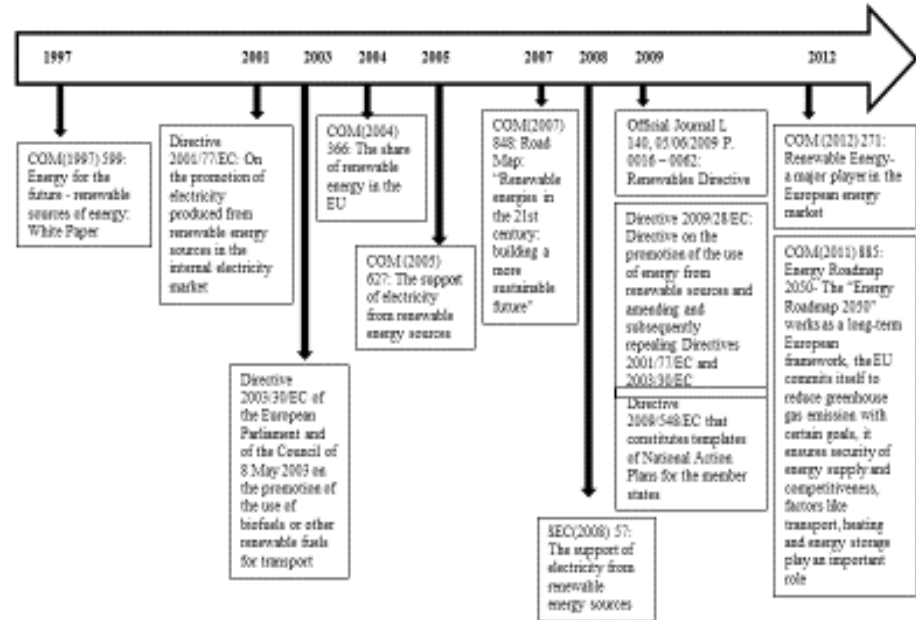 1997 2001 2003 2004 2005 2007 2008 2009 2012
COM(1997) 599:
Energy for the
future - renewable
sources of energy:
White Paper
Directive
2001/77/EC: On
the promotion of
electricity
produced from
renewable energy
sources in the
internal electricity
market
Directive
2003/30/EC of
the European
Parliament and
of the Council of
8 May 2003 on
the promotion of
the use of
biofuels or other
renewable fuels
for transport
COM(2004)
366: The share
of renewable
energy in the
EU
COM (2005)
627: The support
of electricity
from renewable
energy sources
COM(2007)
848: Road
Map:
"Renewable
energies in
the 21st
century:
building a
more
sustainable
future"
SEC(2008) 57:
The support of
electricity from
renewable
energy sources
Official Journal L
140, 05/06/2009 P.
0016 – 0062:
Renewables Directive
Directive 2009/28/EC:
Directive on the
promotion of the use
of energy from
renewable sources and
amending and
subsequently
repealing Directives
2001/77/EC and
2003/30/EC
Directive
2009/548/EC that
constitutes templates
of National Action
Plans for the member
states
COM (2012) 271:
Renewable Energy-
a major player in the
European energy
market
COM(2011) 885:
Energy Roadmap
2050- The "Energy
Roadmap 2050"
works as a long-term
European
framework, the EU
commits itself to
reduce greenhouse
gas emission with
certain goals, it
ensures security of
energy supply and
competitiveness,
factors like
transport, heating
and energy storage
play an important
role